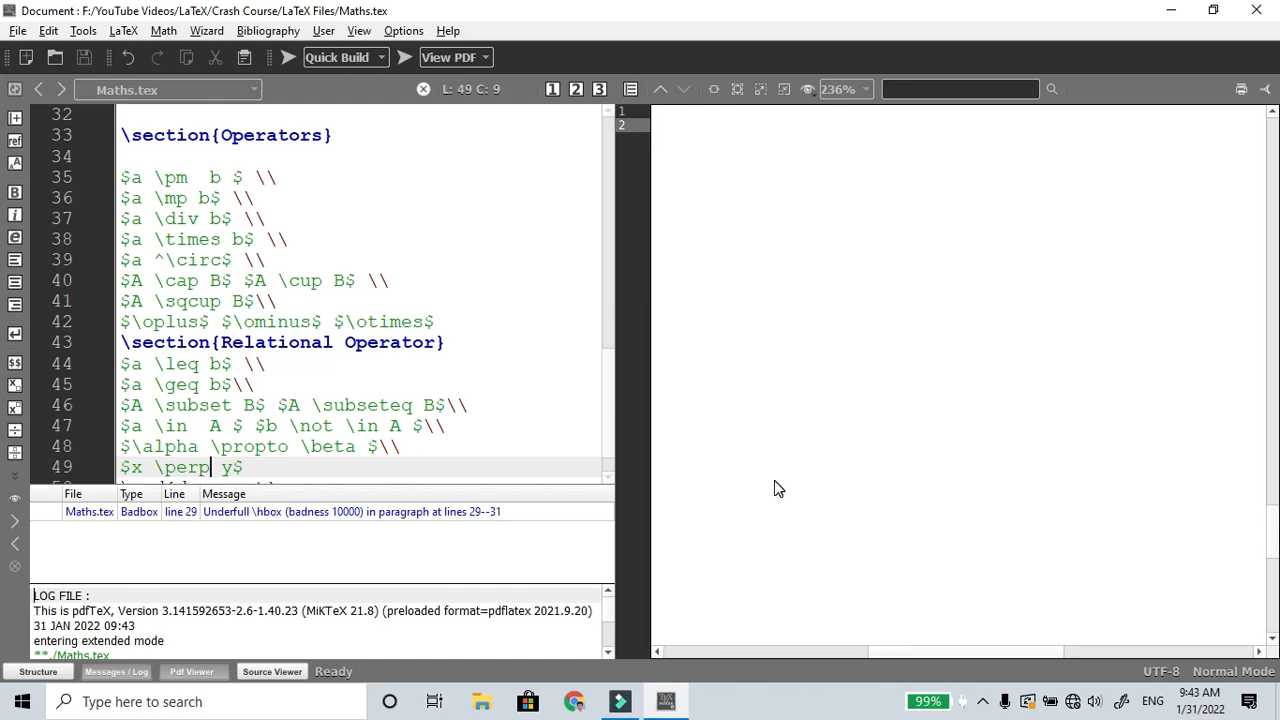 Document : F:/YouTube Videos/LaTeX/Crash Course/LaTeX Files/Maths.tex
File Edit Tools LaTeX Math Wizard Bibliography User View Options Help
Quick Build View PDF
Maths.tex L: 49 C: 9 1 2 3 236%
32
33 \section{Operators}
34
35 $a \pm  b $ \\
36 $a \mp b$ \\
37 $a \div b$ \\
38 $a \times b$ \\
39 $a ^\circ$ \\
40 $A \cap B$ $A \cup B$ \\
41 $A \sqcup B$\\
42 $\oplus$ $\ominus$ $\otimes$
43 \section{Relational Operator}
44 $a \leq b$ \\
45 $a \geq b$\\
46 $A \subset B$ $A \subseteq B$\\
47 $a \in  A $ $b \not \in A $\\
48 $\alpha \propto \beta $\\
49 $x \perp y$
1
2
File Type Line Message
Maths.tex Badbox line 29 Underfull \hbox (badness 10000) in paragraph at lines 29--31
LOG FILE :
This is pdfTeX, Version 3.141592653-2.6-1.40.23 (MiKTeX 21.8) (preloaded format=pdflatex 2021.9.20)
31 JAN 2022 09:43
entering extended mode
**./Maths.tex
Structure Messages / Log Pdf Viewer Source Viewer Ready UTF-8 Normal Mode
Type here to search 99% ENG 9:43 AM
1/31/2022